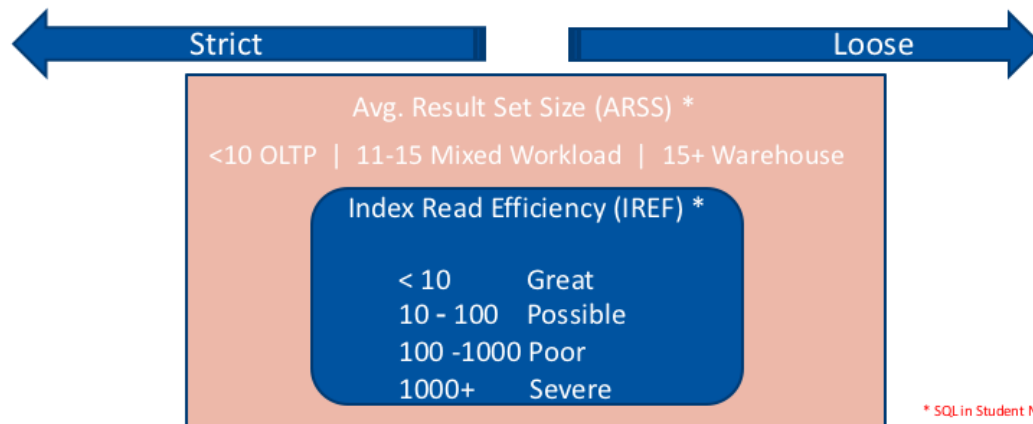 Strict
Loose
Avg. Result Set Size (ARSS) *
<10 OLTP | 11-15 Mixed Workload | 15+ Warehouse
Index Read Efficiency (IREF) *
< 10 Great
10 - 100 Possible
100 -1000 Poor
1000+ Severe
* SQL in Student